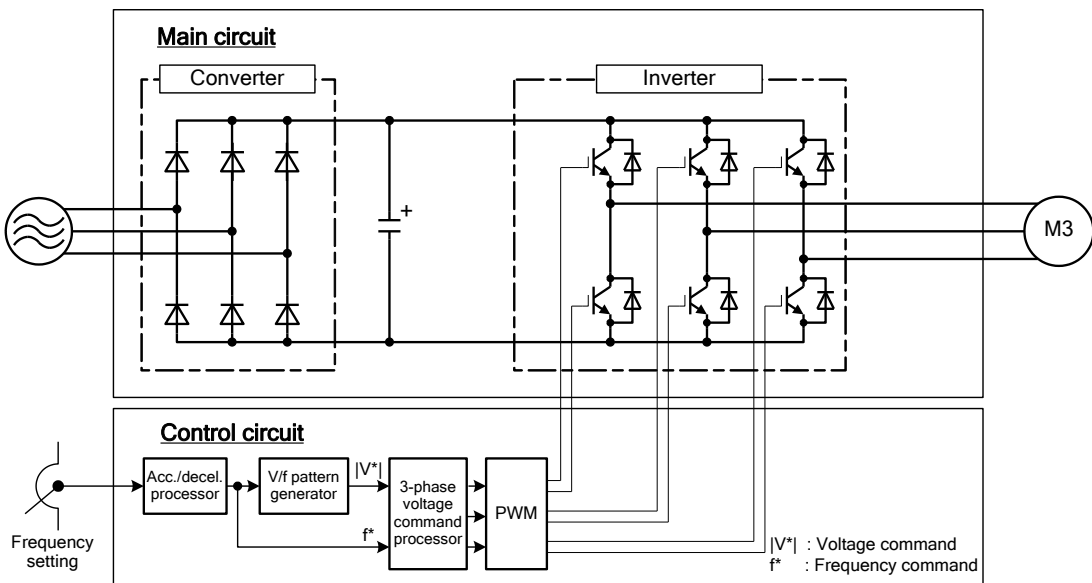 Main circuit
Converter
Inverter
+
M3
Control circuit
Acc./decel.
processor
V/f pattern
generator
|V*|
f*
3-phase
voltage
command
processor
PWM
Frequency
setting
|V*| : Voltage command
f* : Frequency command